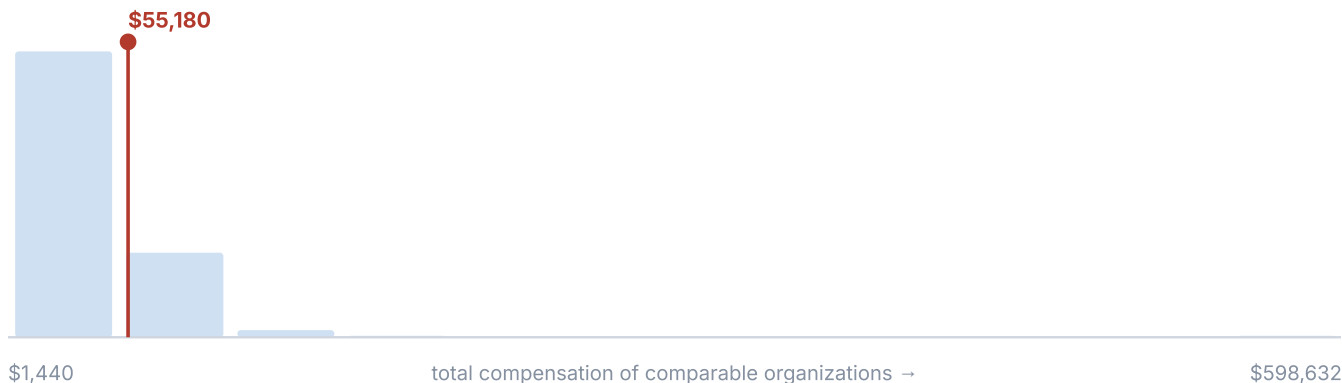 $55,180
$1,440
total compensation of comparable organizations →
$598,632